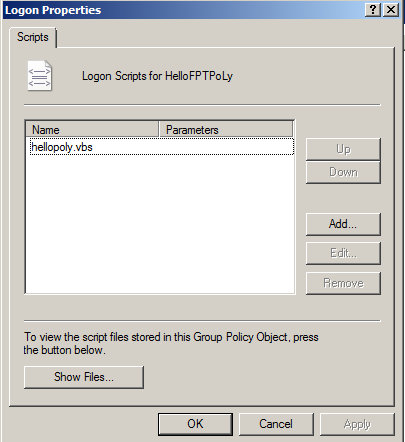 Logon Properties
Scripts
Logon Scripts for HelloFPTPoLy
Name Parameters
hellopoly.vbs
Up
Down
Add...
Edit...
Remove
To view the script files stored in this Group Policy Object, press
the button below.
Show Files...
OK Cancel Apply